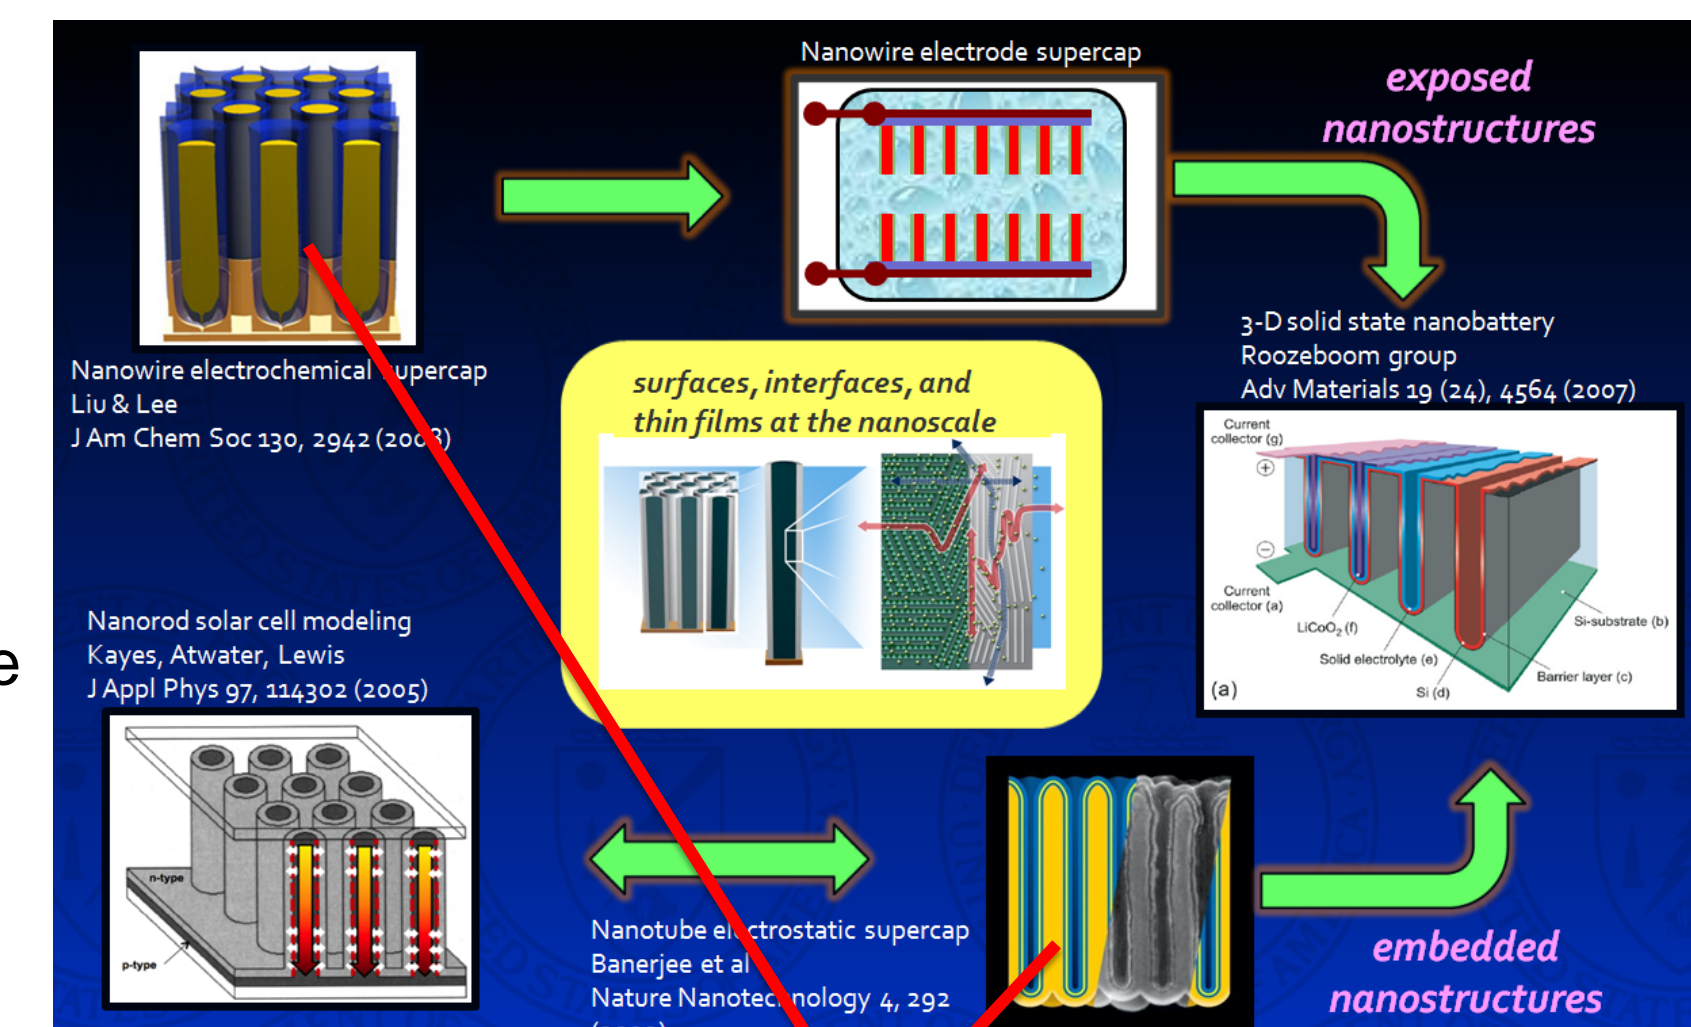 Nanowire electrode supercap
exposed
nanostructures
Nanowire electrochemical supercap
Liu & Lee
J Am Chem Soc 130, 2942 (2008)
3-D solid state nanobattery
Roozeboom group
Adv Materials 19 (24), 4564 (2007)
surfaces, interfaces, and
thin films at the nanoscale
Current
collector (g)
+
−
Current
collector (a)
LiCoO₂ (f)
Solid electrolyte (e)
Si (d)
Barrier layer (c)
Si-substrate (b)
(a)
e
Nanorod solar cell modeling
Kayes, Atwater, Lewis
J Appl Phys 97, 114302 (2005)
n-type
p-type
Nanotube electrostatic supercap
Banerjee et al
Nature Nanotechnology 4, 292
embedded
nanostructures